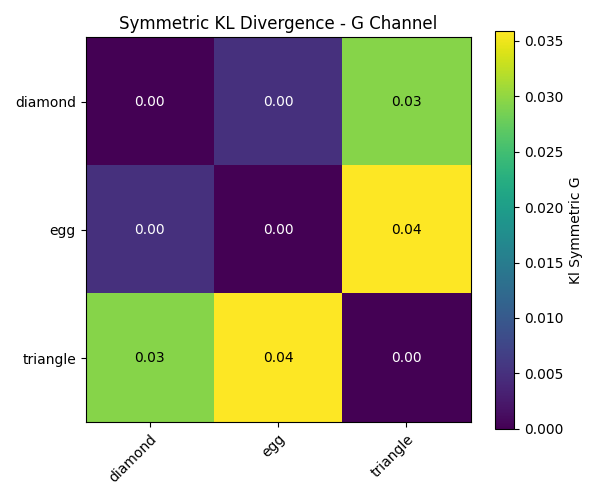 Symmetric KL Divergence - G Channel
diamond 0.00 0.00 0.03
egg 0.00 0.00 0.04
triangle 0.03 0.04 0.00
diamond egg triangle
0.035
0.030
0.025
0.020
0.015
0.010
0.005
0.000
Kl Symmetric G